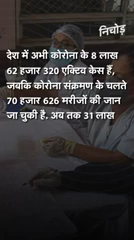 निचोड़
देश में अभी कोरोना के 8 लाख
62 हजार 320 एक्टिव केस हैं,
जबकि कोरोना संक्रमण के चलते
70 हजार 626 मरीजों की जान
जा चुकी है. अब तक 31 लाख